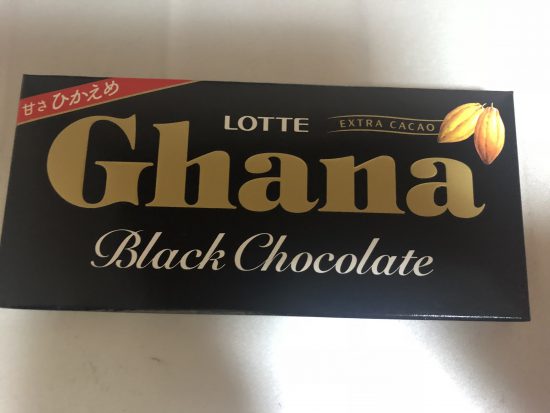 甘さひかえめ
LOTTE
EXTRA CACAO
Ghana
Black Chocolate